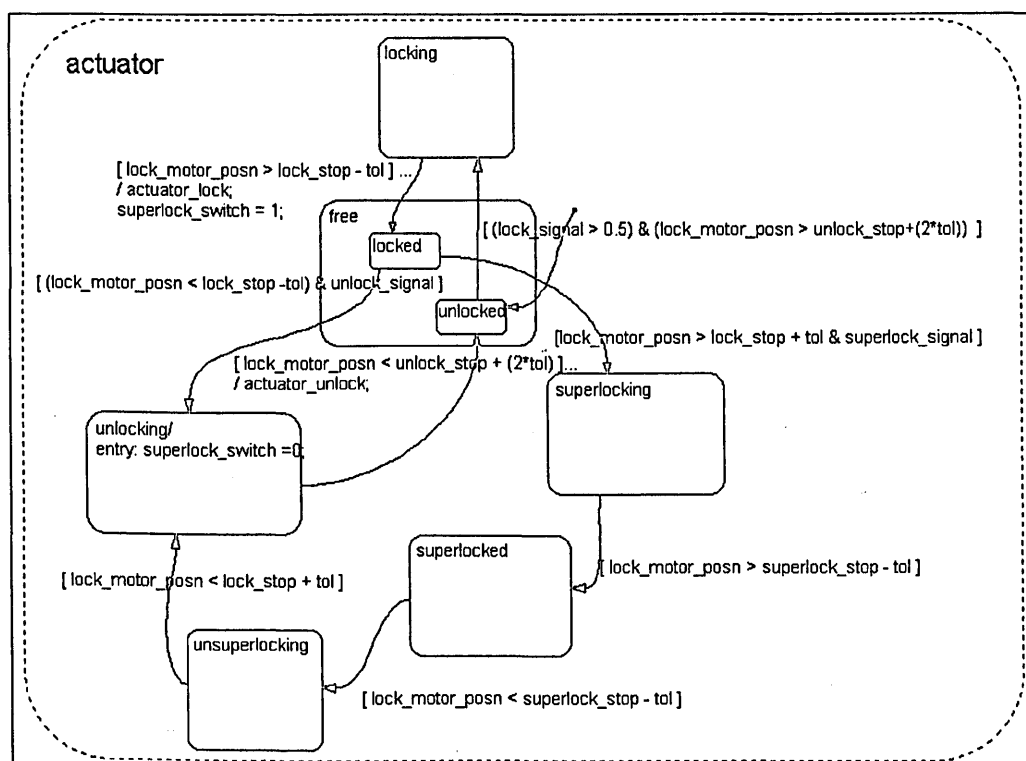 actuator
locking
[ lock_motor_posn > lock_stop - tol ] ...
/ actuator_lock;
superlock_switch = 1;
free
[ (lock_signal > 0.5) & (lock_motor_posn > unlock_stop+(2*tol)) ]
locked
[ (lock_motor_posn < lock_stop -tol) & unlock_signal ]
unlocked
[lock_motor_posn > lock_stop + tol & superlock_signal ]
[ lock_motor_posn < unlock_stop + (2*tol) ]...
/ actuator_unlock;
superlocking
unlocking/
entry: superlock_switch =0;
superlocked
[ lock_motor_posn > superlock_stop - tol ]
[ lock_motor_posn < lock_stop + tol ]
unsuperlocking
[ lock_motor_posn < superlock_stop - tol ]